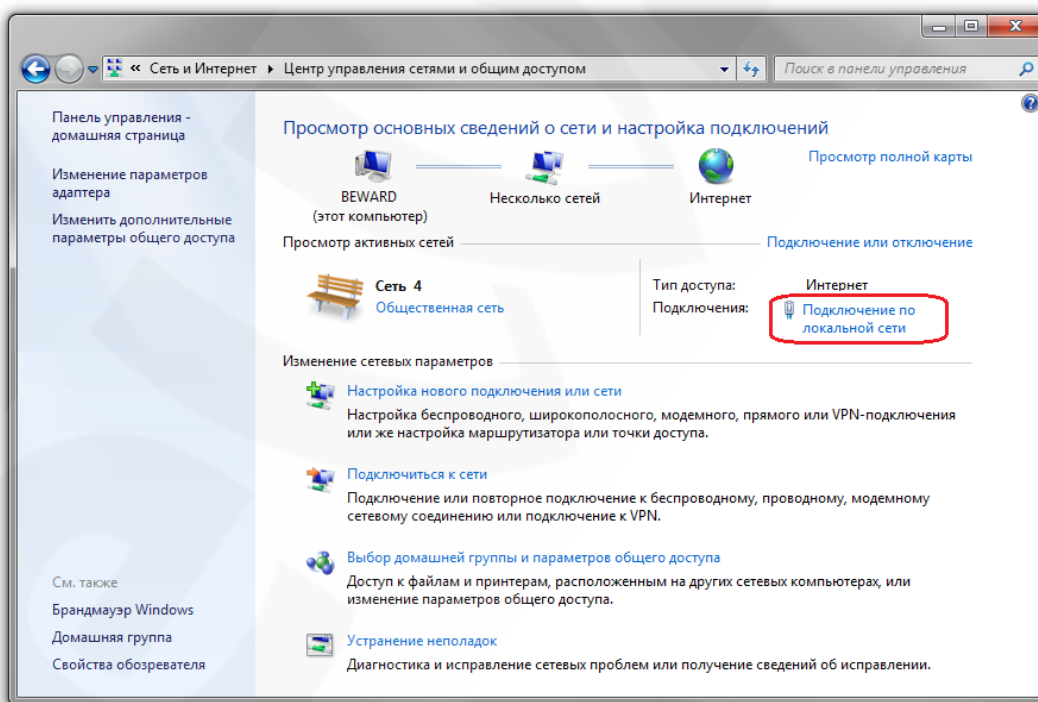 « Сеть и Интернет ▸ Центр управления сетями и общим доступом
Поиск в панели управления
Панель управления -
домашняя страница
Изменение параметров
адаптера
Изменить дополнительные
параметры общего доступа
См. также
Брандмауэр Windows
Домашняя группа
Свойства обозревателя
Просмотр основных сведений о сети и настройка подключений
BEWARD
(этот компьютер)
Несколько сетей
Интернет
Просмотр полной карты
Просмотр активных сетей
Подключение или отключение
Сеть 4
Общественная сеть
Тип доступа: Интернет
Подключения: Подключение по
локальной сети
Изменение сетевых параметров
Настройка нового подключения или сети
Настройка беспроводного, широкополосного, модемного, прямого или VPN-подключения
или же настройка маршрутизатора или точки доступа.
Подключиться к сети
Подключение или повторное подключение к беспроводному, проводному, модемному
сетевому соединению или подключение к VPN.
Выбор домашней группы и параметров общего доступа
Доступ к файлам и принтерам, расположенным на других сетевых компьютерах, или
изменение параметров общего доступа.
Устранение неполадок
Диагностика и исправление сетевых проблем или получение сведений об исправлении.